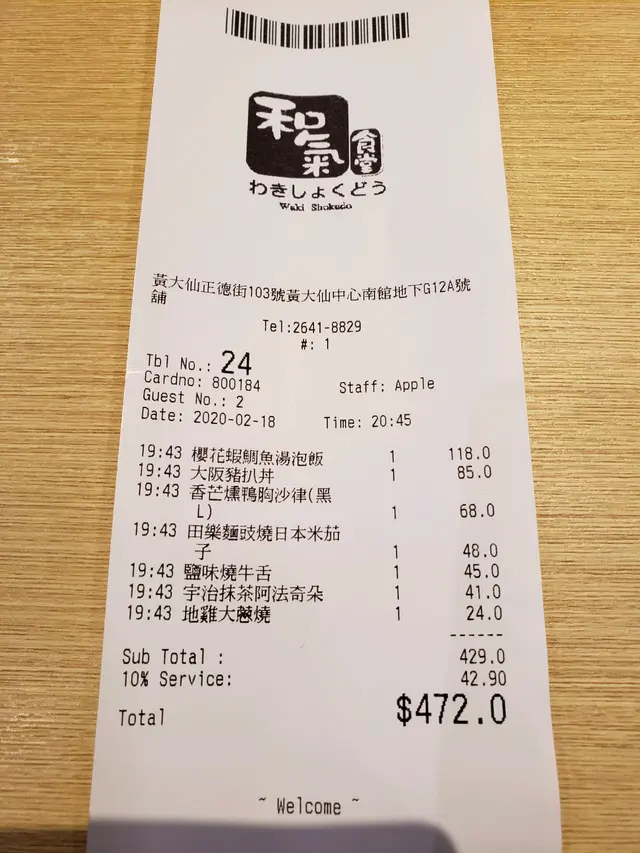 和氣
食堂
わきしょくどう
Waki Shokudo
黃大仙正德街103號黃大仙中心南館地下G12A號
舖
Tel:2641-8829
#: 1
Tbl No.: 24
Cardno: 800184 Staff: Apple
Guest No.: 2
Date: 2020-02-18 Time: 20:45
19:43 櫻花蝦鯛魚湯泡飯 1 118.0
19:43 大阪豬扒丼 1 85.0
19:43 香芒燻鴨胸沙律(黑
L) 1 68.0
19:43 田樂麵豉燒日本米茄
子 1 48.0
19:43 鹽味燒牛舌 1 45.0
19:43 宇治抹茶阿法奇朵 1 41.0
19:43 地雞大蔥燒 1 24.0
------
Sub Total : 429.0
10% Service: 42.90
Total $472.0
~ Welcome ~